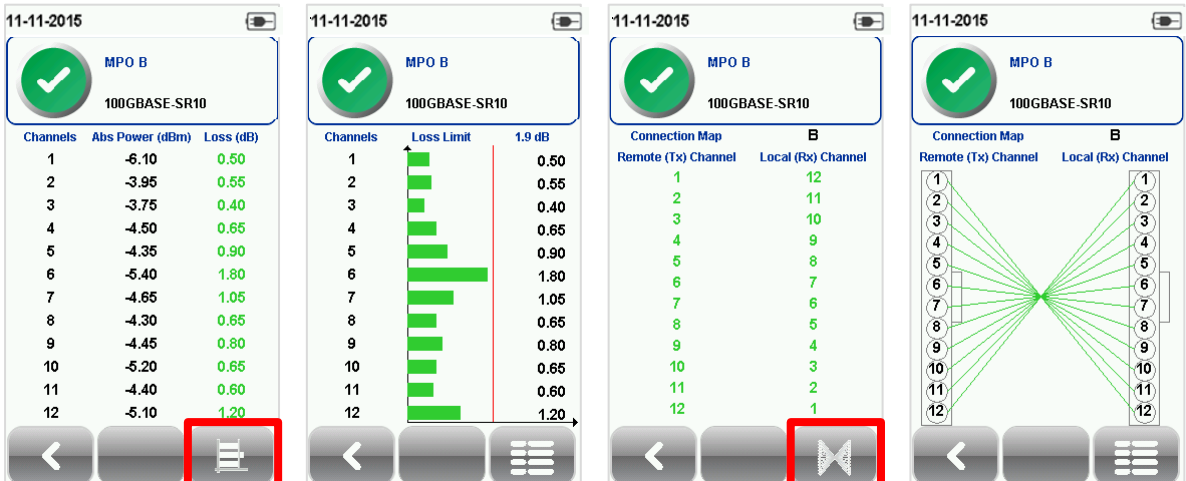 11-11-2015
MPO B
100GBASE-SR10
Channels Abs Power (dBm) Loss (dB)
1 -6.10 0.50
2 -3.95 0.55
3 -3.75 0.40
4 -4.50 0.65
5 -4.35 0.90
6 -5.40 1.80
7 -4.65 1.05
8 -4.30 0.65
9 -4.45 0.80
10 -5.20 0.65
11 -4.40 0.60
12 -5.10 1.20
11-11-2015
MPO B
100GBASE-SR10
Channels Loss Limit 1.9 dB
1 0.50
2 0.55
3 0.40
4 0.65
5 0.90
6 1.80
7 1.05
8 0.65
9 0.80
10 0.65
11 0.60
12 1.20
11-11-2015
MPO B
100GBASE-SR10
Connection Map B
Remote (Tx) Channel Local (Rx) Channel
1 12
2 11
3 10
4 9
5 8
6 7
7 6
8 5
9 4
10 3
11 2
12 1
11-11-2015
MPO B
100GBASE-SR10
Connection Map B
Remote (Tx) Channel Local (Rx) Channel
1 1
2 2
3 3
4 4
5 5
6 6
7 7
8 8
9 9
10 10
11 11
12 12